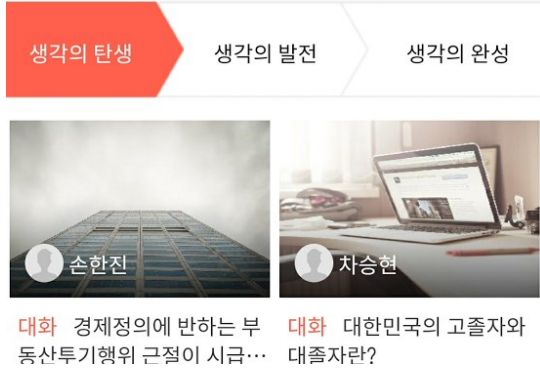 생각의 탄생
생각의 발전
생각의 완성
손한진
차승현
대화 경제정의에 반하는 부
동산투기행위 근절이 시급…
대화 대한민국의 고졸자와
대졸자란?